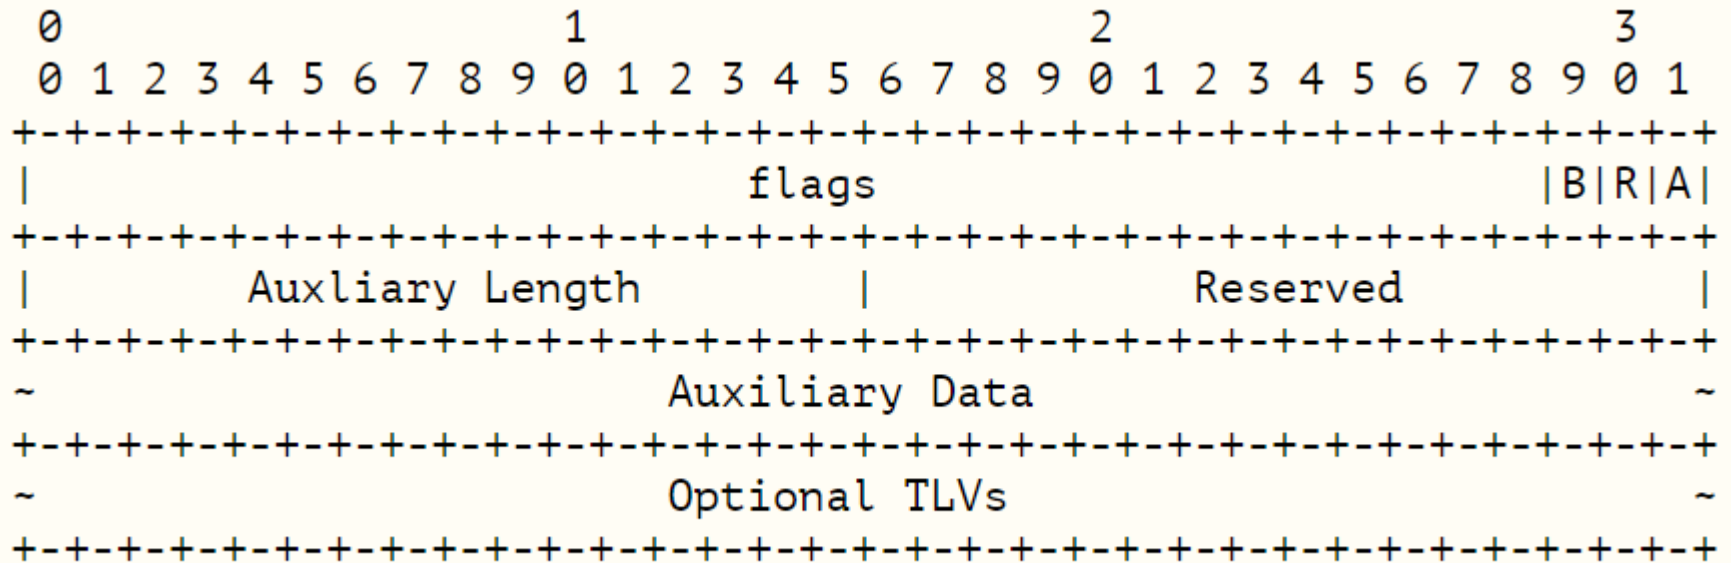 0                   1                   2                   3
 0 1 2 3 4 5 6 7 8 9 0 1 2 3 4 5 6 7 8 9 0 1 2 3 4 5 6 7 8 9 0 1
+-+-+-+-+-+-+-+-+-+-+-+-+-+-+-+-+-+-+-+-+-+-+-+-+-+-+-+-+-+-+-+-+
|                           flags                         |B|R|A|
+-+-+-+-+-+-+-+-+-+-+-+-+-+-+-+-+-+-+-+-+-+-+-+-+-+-+-+-+-+-+-+-+
|        Auxliary Length        |            Reserved           |
+-+-+-+-+-+-+-+-+-+-+-+-+-+-+-+-+-+-+-+-+-+-+-+-+-+-+-+-+-+-+-+-+
~                        Auxiliary Data                         ~
+-+-+-+-+-+-+-+-+-+-+-+-+-+-+-+-+-+-+-+-+-+-+-+-+-+-+-+-+-+-+-+-+
~                        Optional TLVs                          ~
+-+-+-+-+-+-+-+-+-+-+-+-+-+-+-+-+-+-+-+-+-+-+-+-+-+-+-+-+-+-+-+-+